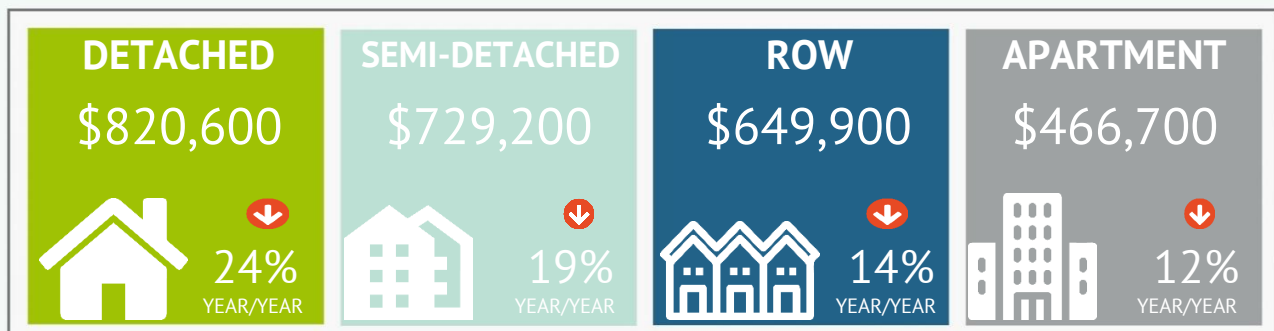 DETACHED
$820,600
24%
YEAR/YEAR
SEMI-DETACHED
$729,200
19%
YEAR/YEAR
ROW
$649,900
14%
YEAR/YEAR
APARTMENT
$466,700
12%
YEAR/YEAR